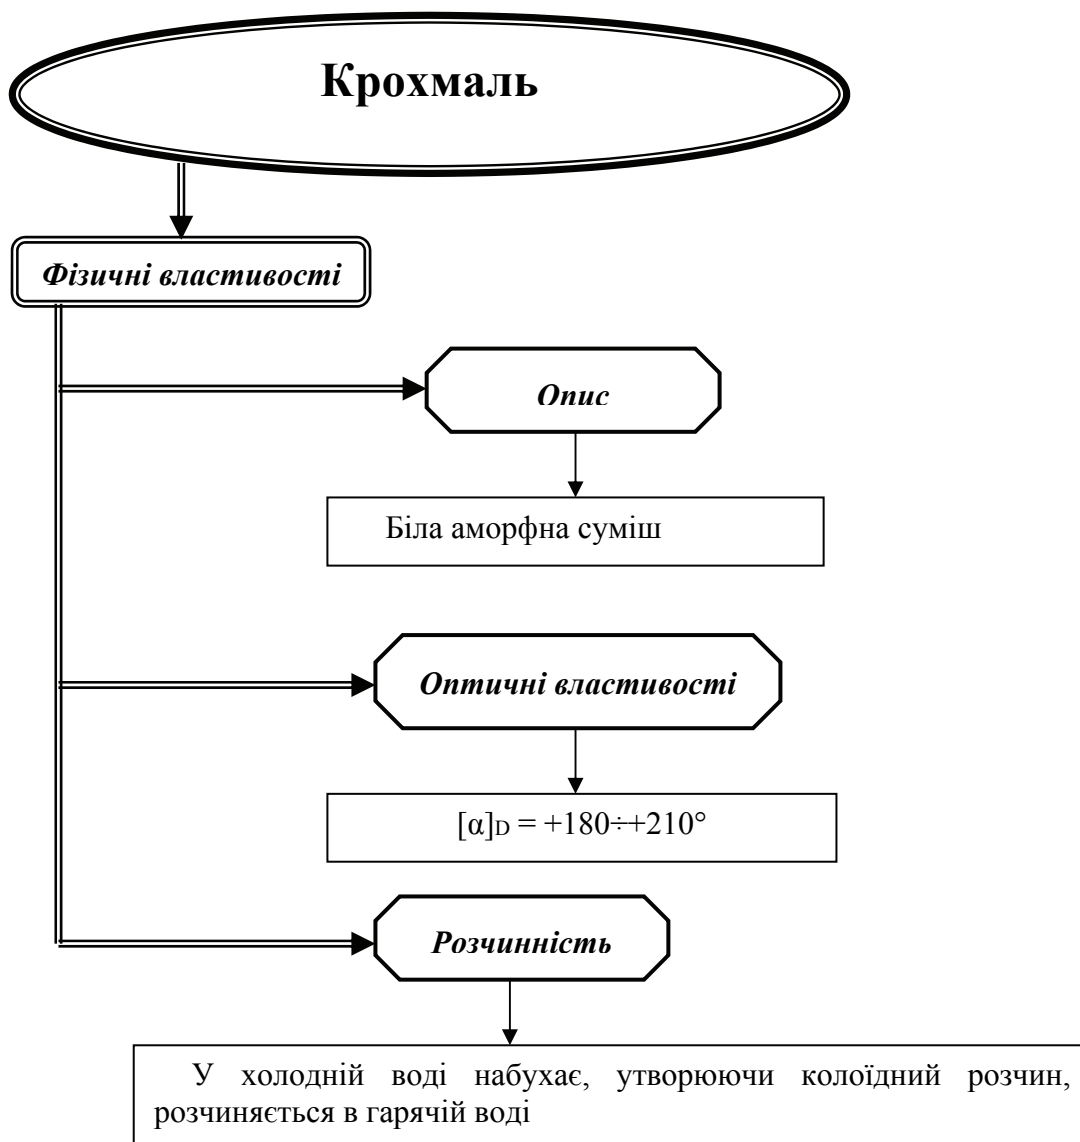 Крохмаль
Фізичні властивості
Опис
Біла аморфна суміш
Оптичні властивості
[α]D = +180÷+210°
Розчинність
У холодній воді набухає, утворюючи колоїдний розчин,
розчиняється в гарячій воді